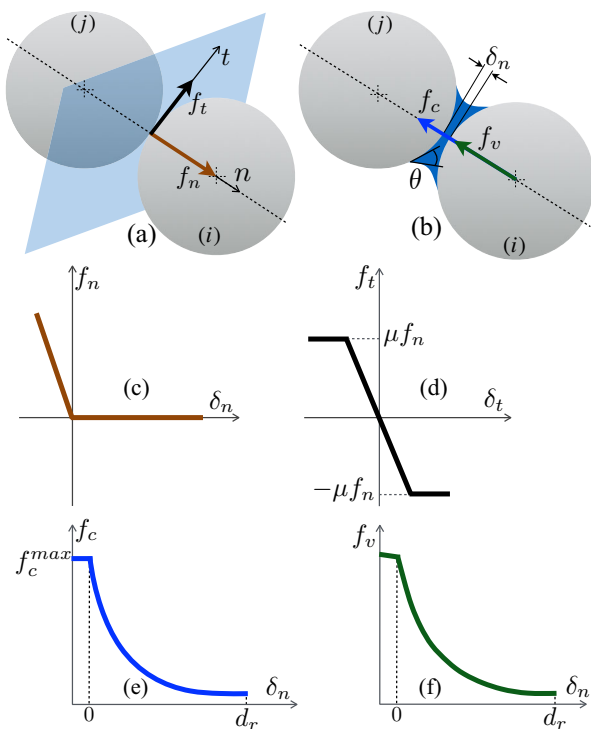 (j)
t
f_t
f_n
n
(a)
(i)
(j)
δ_n
f_c
f_v
θ
(b)
(i)
f_n
(c)
δ_n
f_t
μf_n
(d)
δ_t
−μf_n
f_c
f_c^{max}
(e)
δ_n
0
d_r
f_v
(f)
δ_n
0
d_r